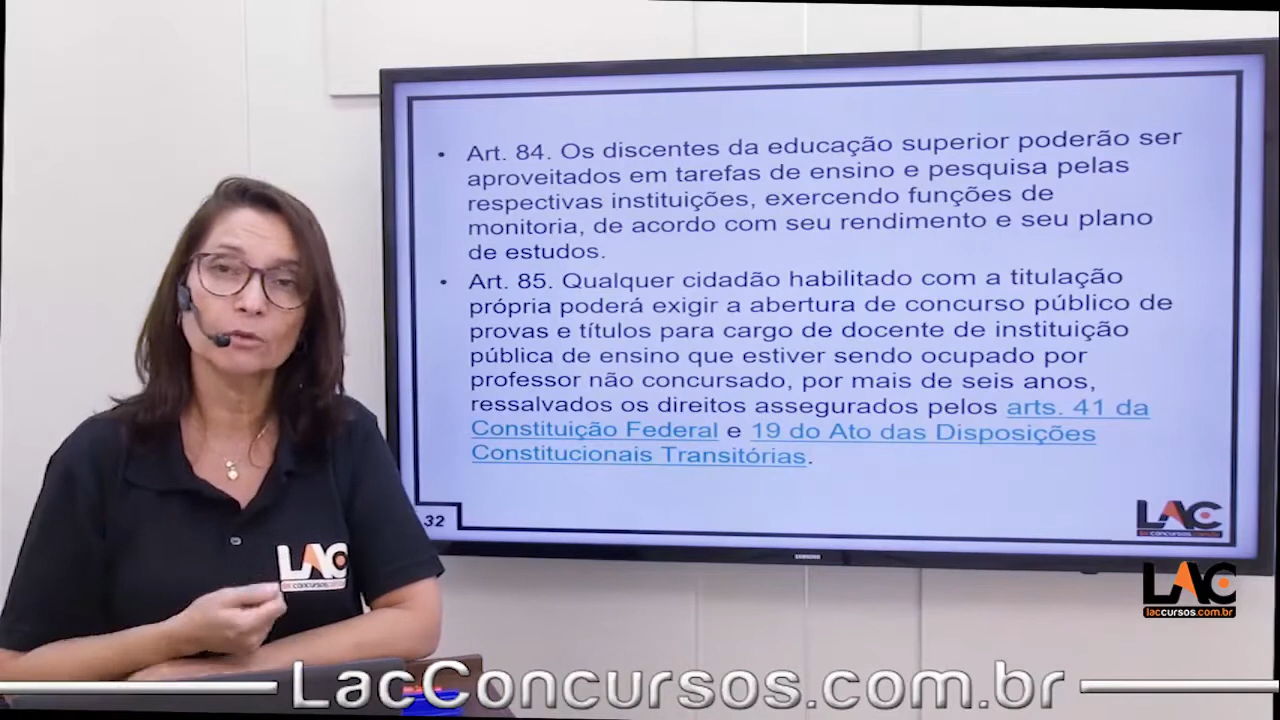 • Art. 84. Os discentes da educação superior poderão ser
aproveitados em tarefas de ensino e pesquisa pelas
respectivas instituições, exercendo funções de
monitoria, de acordo com seu rendimento e seu plano
de estudos.
• Art. 85. Qualquer cidadão habilitado com a titulação
própria poderá exigir a abertura de concurso público de
provas e títulos para cargo de docente de instituição
pública de ensino que estiver sendo ocupado por
professor não concursado, por mais de seis anos,
ressalvados os direitos assegurados pelos arts. 41 da
Constituição Federal e 19 do Ato das Disposições
Constitucionais Transitórias.
32
LAC
laccursos.com.br
SAMSUNG
LAC
laccursos.com.br
LAC
LacConcursos.com.br